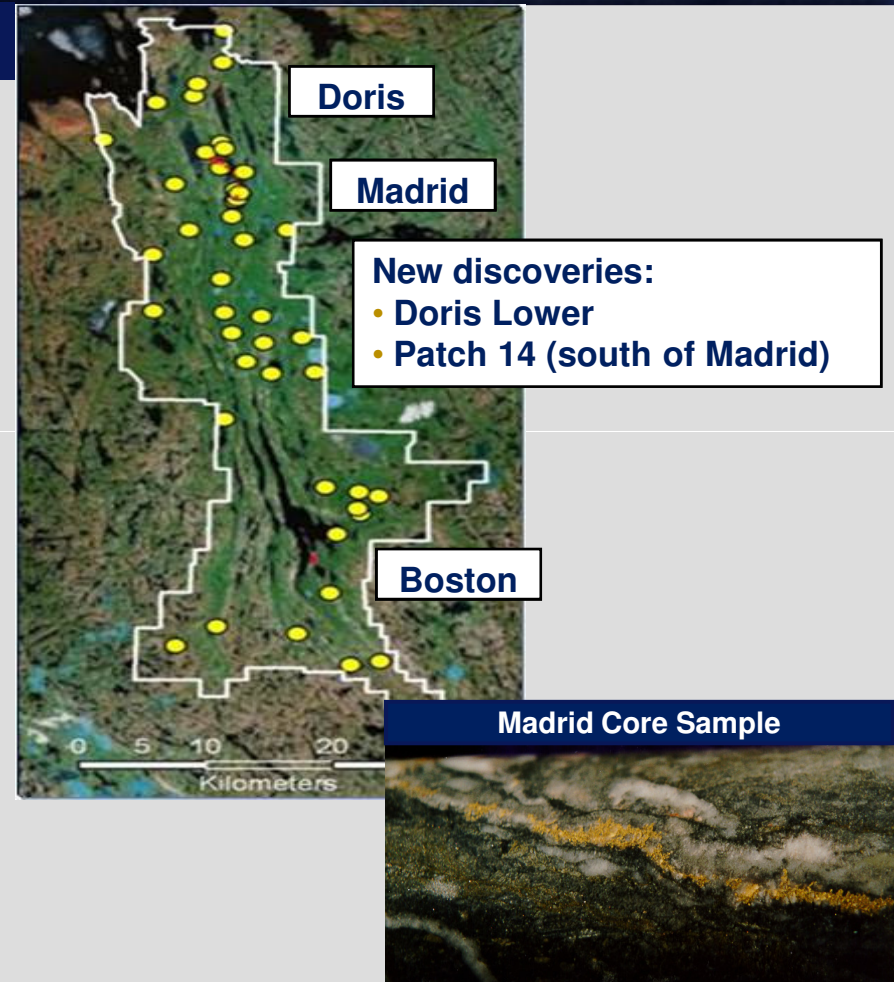 Doris
Madrid
New discoveries:
• Doris Lower
• Patch 14 (south of Madrid)
Boston
0 5 10 20
Kilometers
Madrid Core Sample